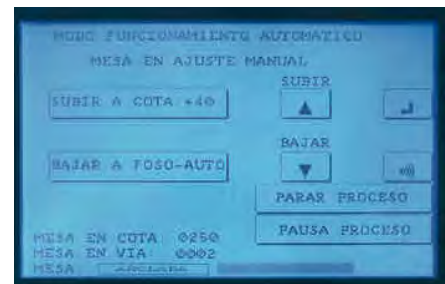 MODO FUNCIONAMIENTO AUTOMATICO
MESA EN AJUSTE MANUAL
SUBIR
SUBIR A COTA +40
BAJAR
BAJAR A FOSO-AUTO
PARAR PROCESO
PAUSA PROCESO
MESA EN COTA 0250
MESA EN VIA: 0002
MESA ANCLADA